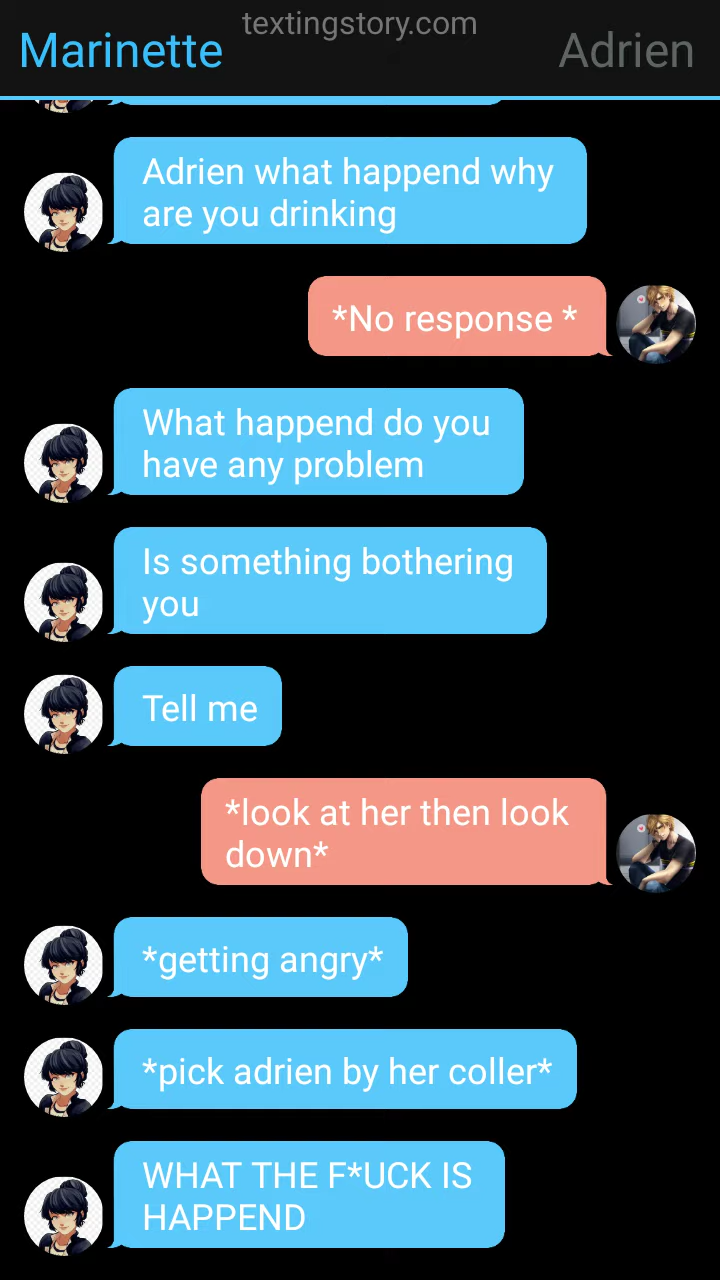 textingstory.com
Marinette
Adrien
Adrien what happend why
are you drinking
*No response *
What happend do you
have any problem
Is something bothering
you
Tell me
*look at her then look
down*
*getting angry*
*pick adrien by her coller*
WHAT THE F*UCK IS
HAPPEND